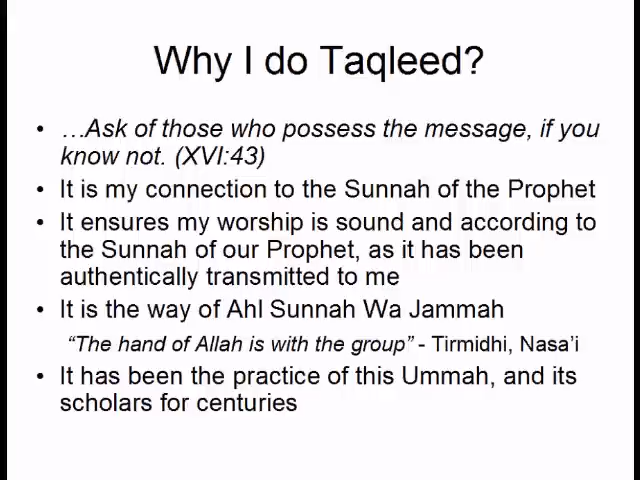 Why I do Taqleed?
• …Ask of those who possess the message, if you
know not. (XVI:43)
• It is my connection to the Sunnah of the Prophet
• It ensures my worship is sound and according to
the Sunnah of our Prophet, as it has been
authentically transmitted to me
• It is the way of Ahl Sunnah Wa Jammah
“The hand of Allah is with the group” - Tirmidhi, Nasa’i
• It has been the practice of this Ummah, and its
scholars for centuries